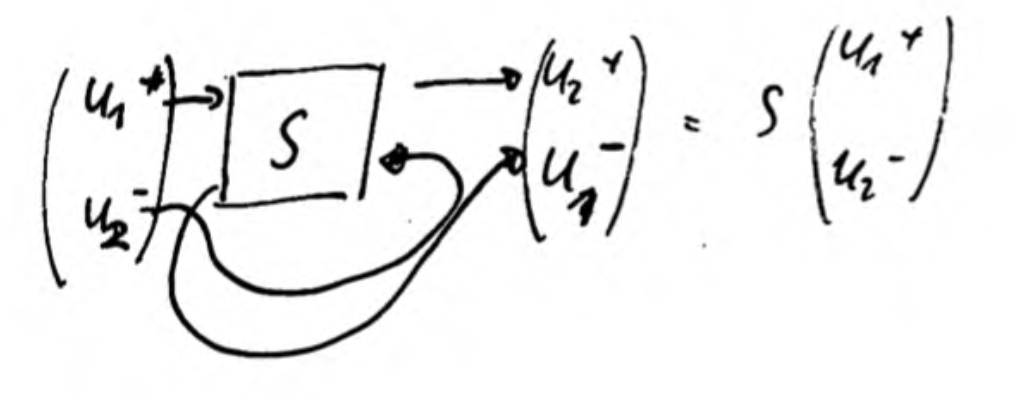 (u₁⁺ u₂⁻) → S → (u₂⁺ u₁⁻) = S (u₁⁺ u₂⁻)